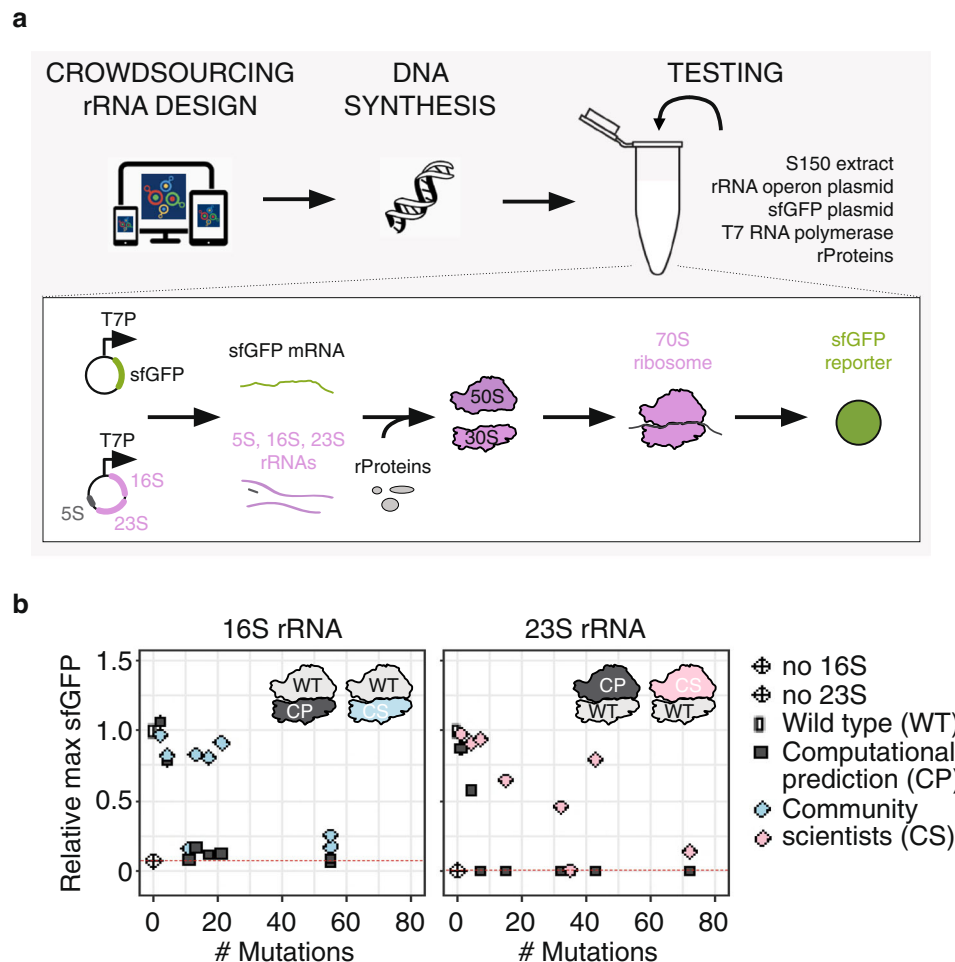 a
CROWDSOURCING
rRNA DESIGN
DNA
SYNTHESIS
TESTING
S150 extract
rRNA operon plasmid
sfGFP plasmid
T7 RNA polymerase
rProteins
T7P
sfGFP
T7P
16S
5S
23S
sfGFP mRNA
5S, 16S, 23S
rRNAs
rProteins
50S
30S
70S
ribosome
sfGFP
reporter
b
16S rRNA
23S rRNA
Relative max sfGFP
1.5
1.0
0.5
0
WT
CP
WT
CS
CP
WT
CS
WT
0 20 40 60 80
# Mutations
0 20 40 60 80
# Mutations
no 16S
no 23S
Wild type (WT)
Computational
prediction (CP)
Community
scientists (CS)